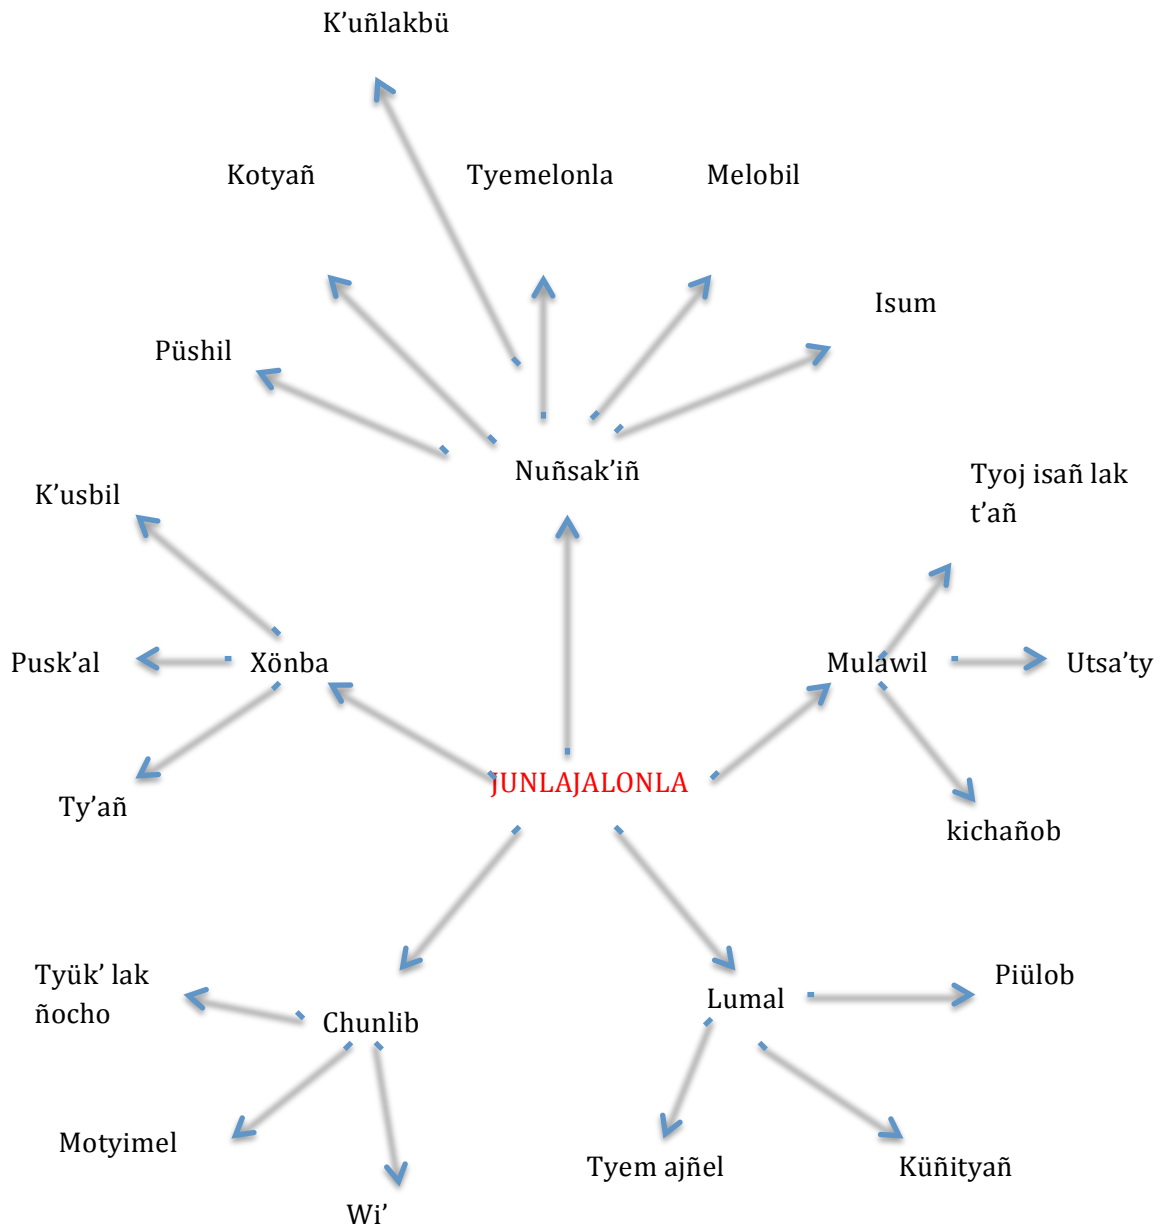 K’uñlakbü
Kotyañ
Tyemelonla
Melobil
Isum
Püshil
Nuñsak’iñ
Tyoj isañ lak
t’añ
K’usbil
Pusk’al
Xönba
Mulawil
Utsa’ty
JUNLAJALONLA
Ty’añ
kichañob
Tyük’ lak
ñocho
Chunlib
Lumal
Piülob
Motyimel
Tyem ajñel
Küñityañ
Wi’